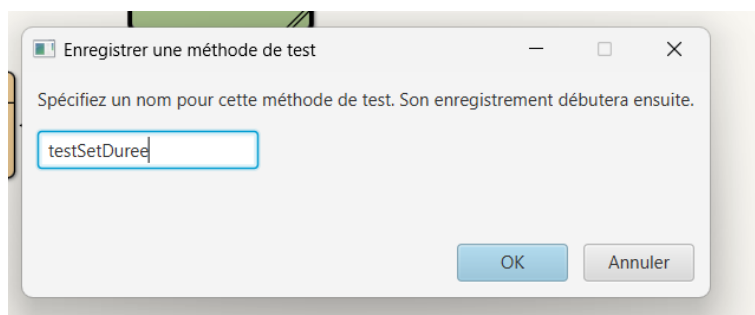 Enregistrer une méthode de test
Spécifiez un nom pour cette méthode de test. Son enregistrement débutera ensuite.
testSetDuree
OK
Annuler